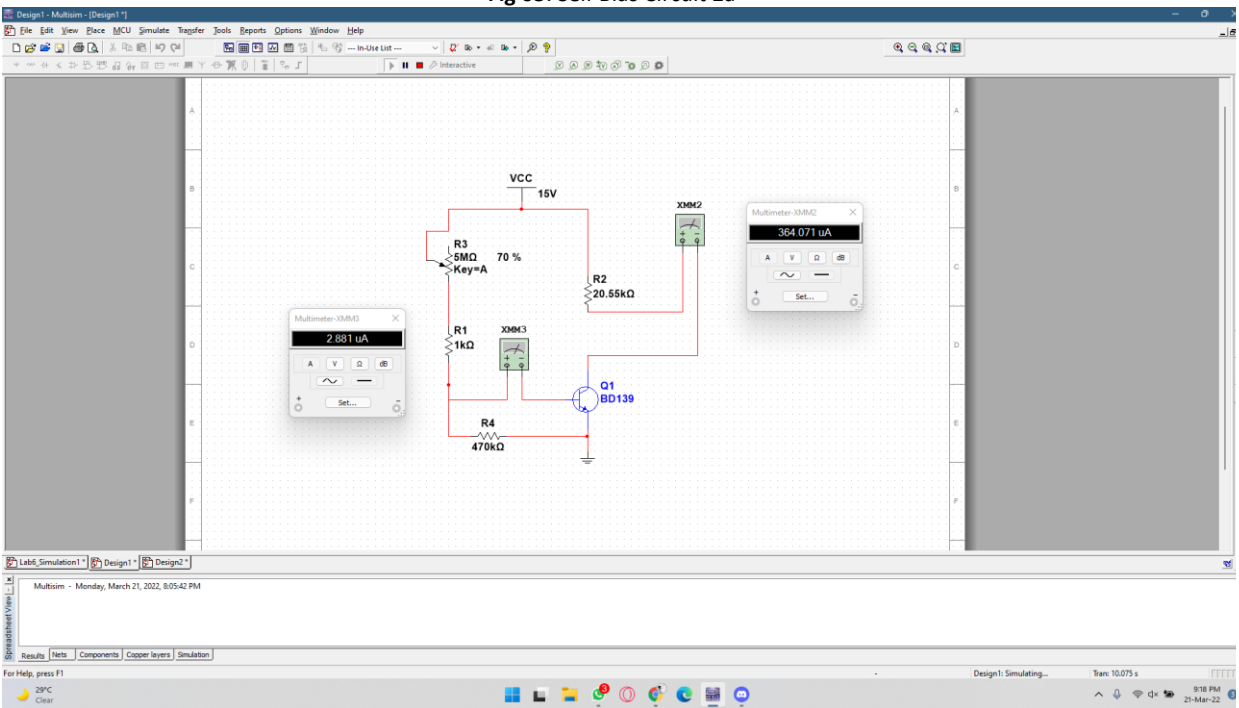 Design1 - Multisim - [Design1 *]
File Edit View Place MCU Simulate Transfer Tools Reports Options Window Help
--- In-Use List ---
Interactive
A
A
B
B
C
C
D
D
E
E
F
F
VCC
15V
XMM2
Multimeter-XMM2
364.071 uA
A V Ω dB
+ Set... -
R3
5MΩ 70 %
Key=A
R2
20.55kΩ
Multimeter-XMM3
2.881 uA
A V Ω dB
+ Set... -
R1
1kΩ
XMM3
Q1
BD139
R4
470kΩ
Lab6_Simulation1 * Design1 * Design2 *
Spreadsheet View
Multisim - Monday, March 21, 2022, 8:05:42 PM
Results Nets Components Copper layers Simulation
For Help, press F1
Design1: Simulating...
Tran: 10.075 s
29°C
Clear
3
9:18 PM
21-Mar-22